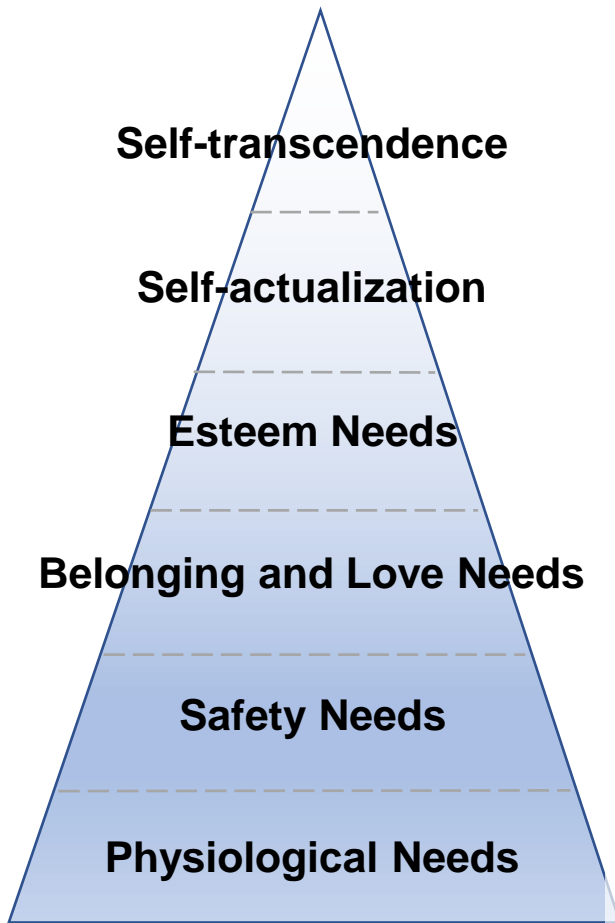 Self-transcendence
Self-actualization
Esteem Needs
Belonging and Love Needs
Safety Needs
Physiological Needs